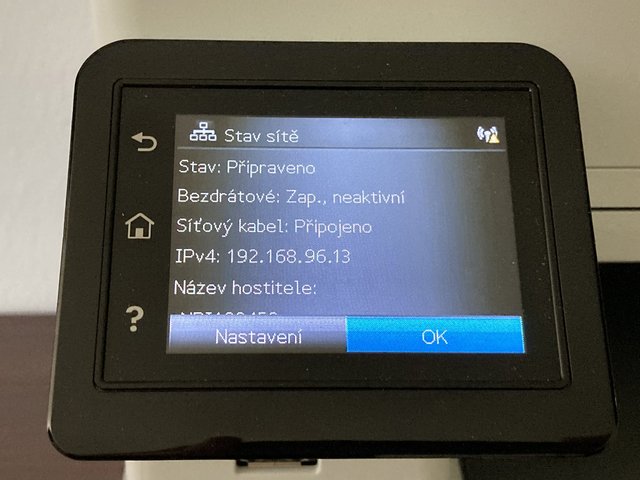 Stav sítě
Stav: Připraveno
Bezdrátové: Zap., neaktivní
Síťový kabel: Připojeno
IPv4: 192.168.96.13
Název hostitele:
Nastavení
OK
?